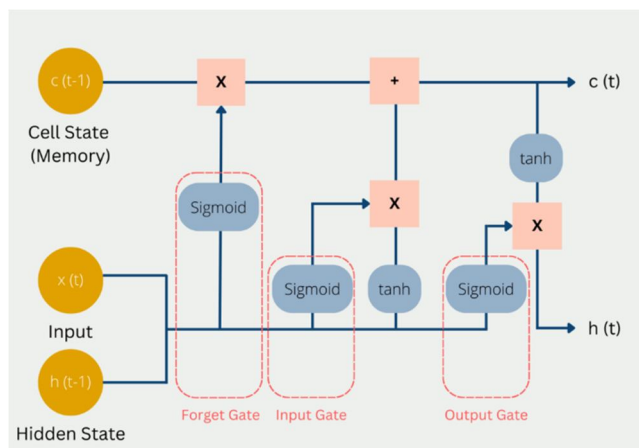 c (t-1)
X
+
c (t)
Cell State
(Memory)
tanh
Sigmoid
X
X
x (t)
Sigmoid
tanh
Sigmoid
Input
h (t)
h (t-1)
Forget Gate
Input Gate
Output Gate
Hidden State